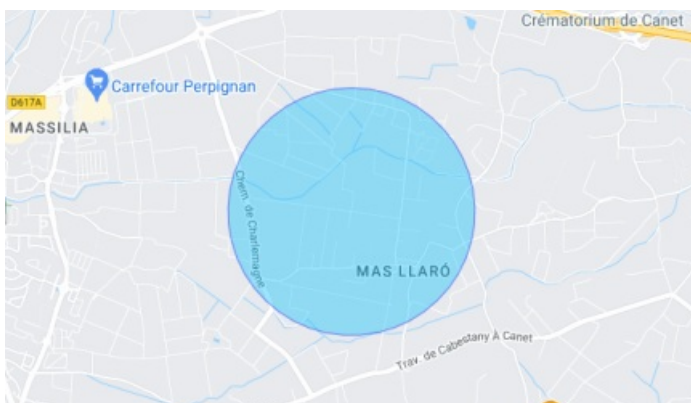 Crématorium de Canet
Carrefour Perpignan
D617A
MASSILIA
Chem. de Charlemagne
MAS LLARÓ
Trav. de Cabestany À Canet